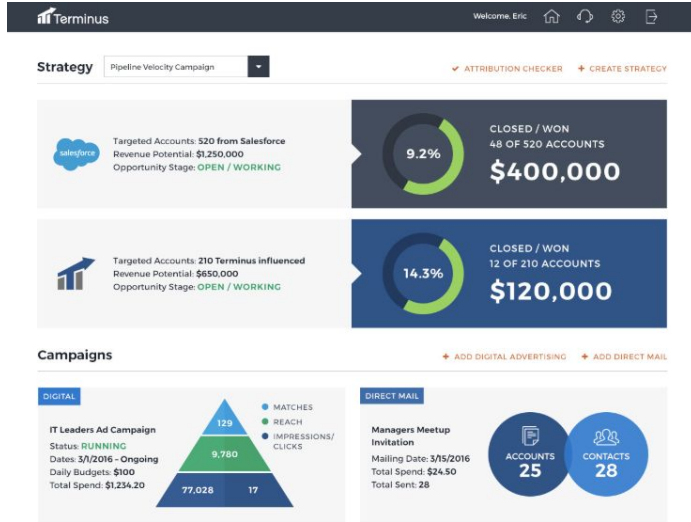 Terminus
Welcome, Eric
Strategy
Pipeline Velocity Campaign
ATTRIBUTION CHECKER
+ CREATE STRATEGY
salesforce
Targeted Accounts: 520 from Salesforce
Revenue Potential: $1,250,000
Opportunity Stage: OPEN / WORKING
9.2%
CLOSED / WON
48 OF 520 ACCOUNTS
$400,000
Targeted Accounts: 210 Terminus influenced
Revenue Potential: $650,000
Opportunity Stage: OPEN / WORKING
14.3%
CLOSED / WON
12 OF 210 ACCOUNTS
$120,000
Campaigns
+ ADD DIGITAL ADVERTISING
+ ADD DIRECT MAIL
DIGITAL
IT Leaders Ad Campaign
Status: RUNNING
Dates: 3/1/2016 - Ongoing
Daily Budgets: $100
Total Spend: $1,234.20
129
9,780
77,028
17
MATCHES
REACH
IMPRESSIONS/
CLICKS
DIRECT MAIL
Managers Meetup
Invitation
Mailing Date: 3/15/2016
Total Spend: $24.50
Total Sent: 28
ACCOUNTS
25
CONTACTS
28